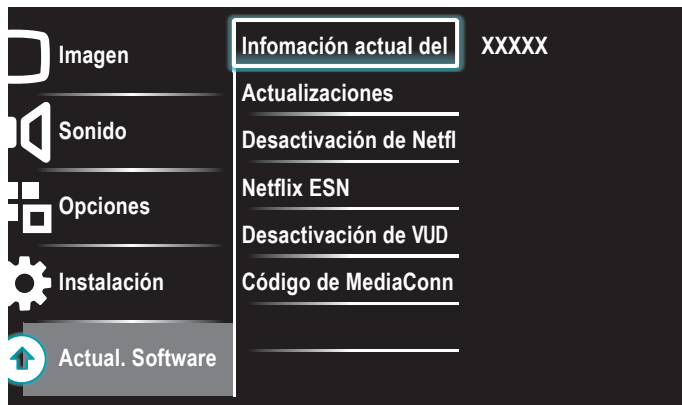 Imagen
Sonido
Opciones
Instalación
Actual. Software
Infomación actual del
XXXXX
Actualizaciones
Desactivación de Netfl
Netflix ESN
Desactivación de VUD
Código de MediaConn